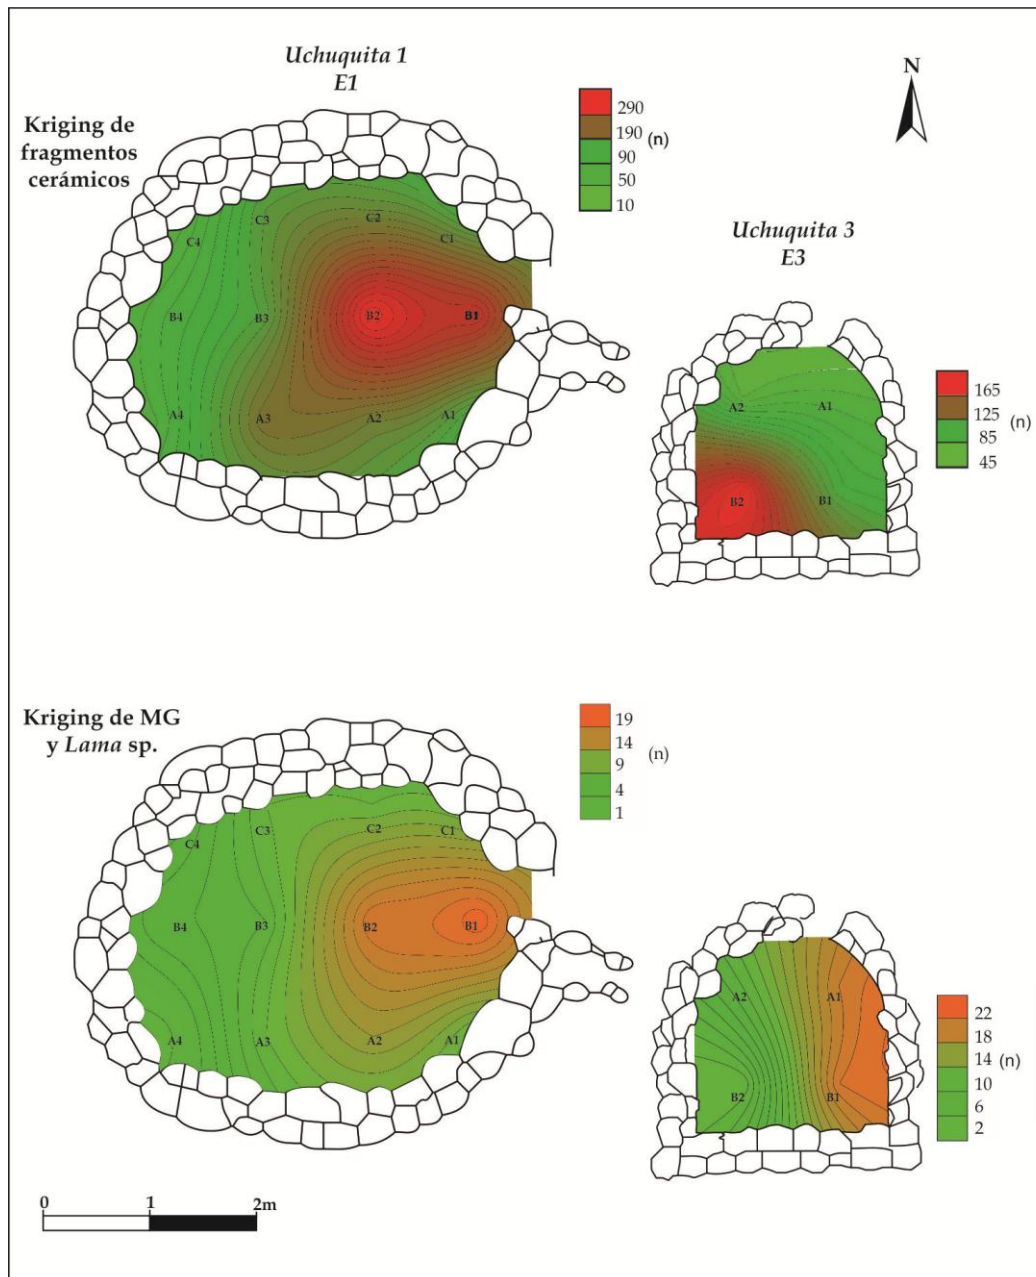 Uchuquita 1
E1
Kriging de
fragmentos
cerámicos
290
190
90
50
10
(n)
N
C4
C3
C2
C1
B4
B3
B2
B1
A4
A3
A2
A1
Uchuquita 3
E3
165
125
85
45
(n)
A2
A1
B2
B1
Kriging de MG
y Lama sp.
19
14
9
4
1
(n)
C4
C3
C2
C1
B4
B3
B2
B1
A4
A3
A2
A1
22
18
14
10
6
2
(n)
A2
A1
B2
B1
0 1 2m